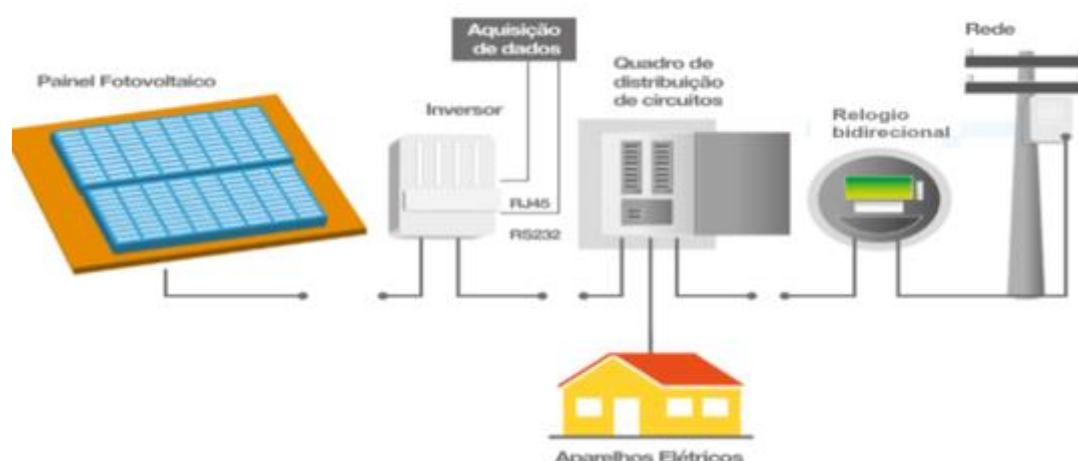 Painel Fotovoltaico
Aquisição
de dados
Inversor
RJ45
RS232
Quadro de
distribuição
de circuitos
Relogio
bidirecional
Rede
Aparelhos Elétricos